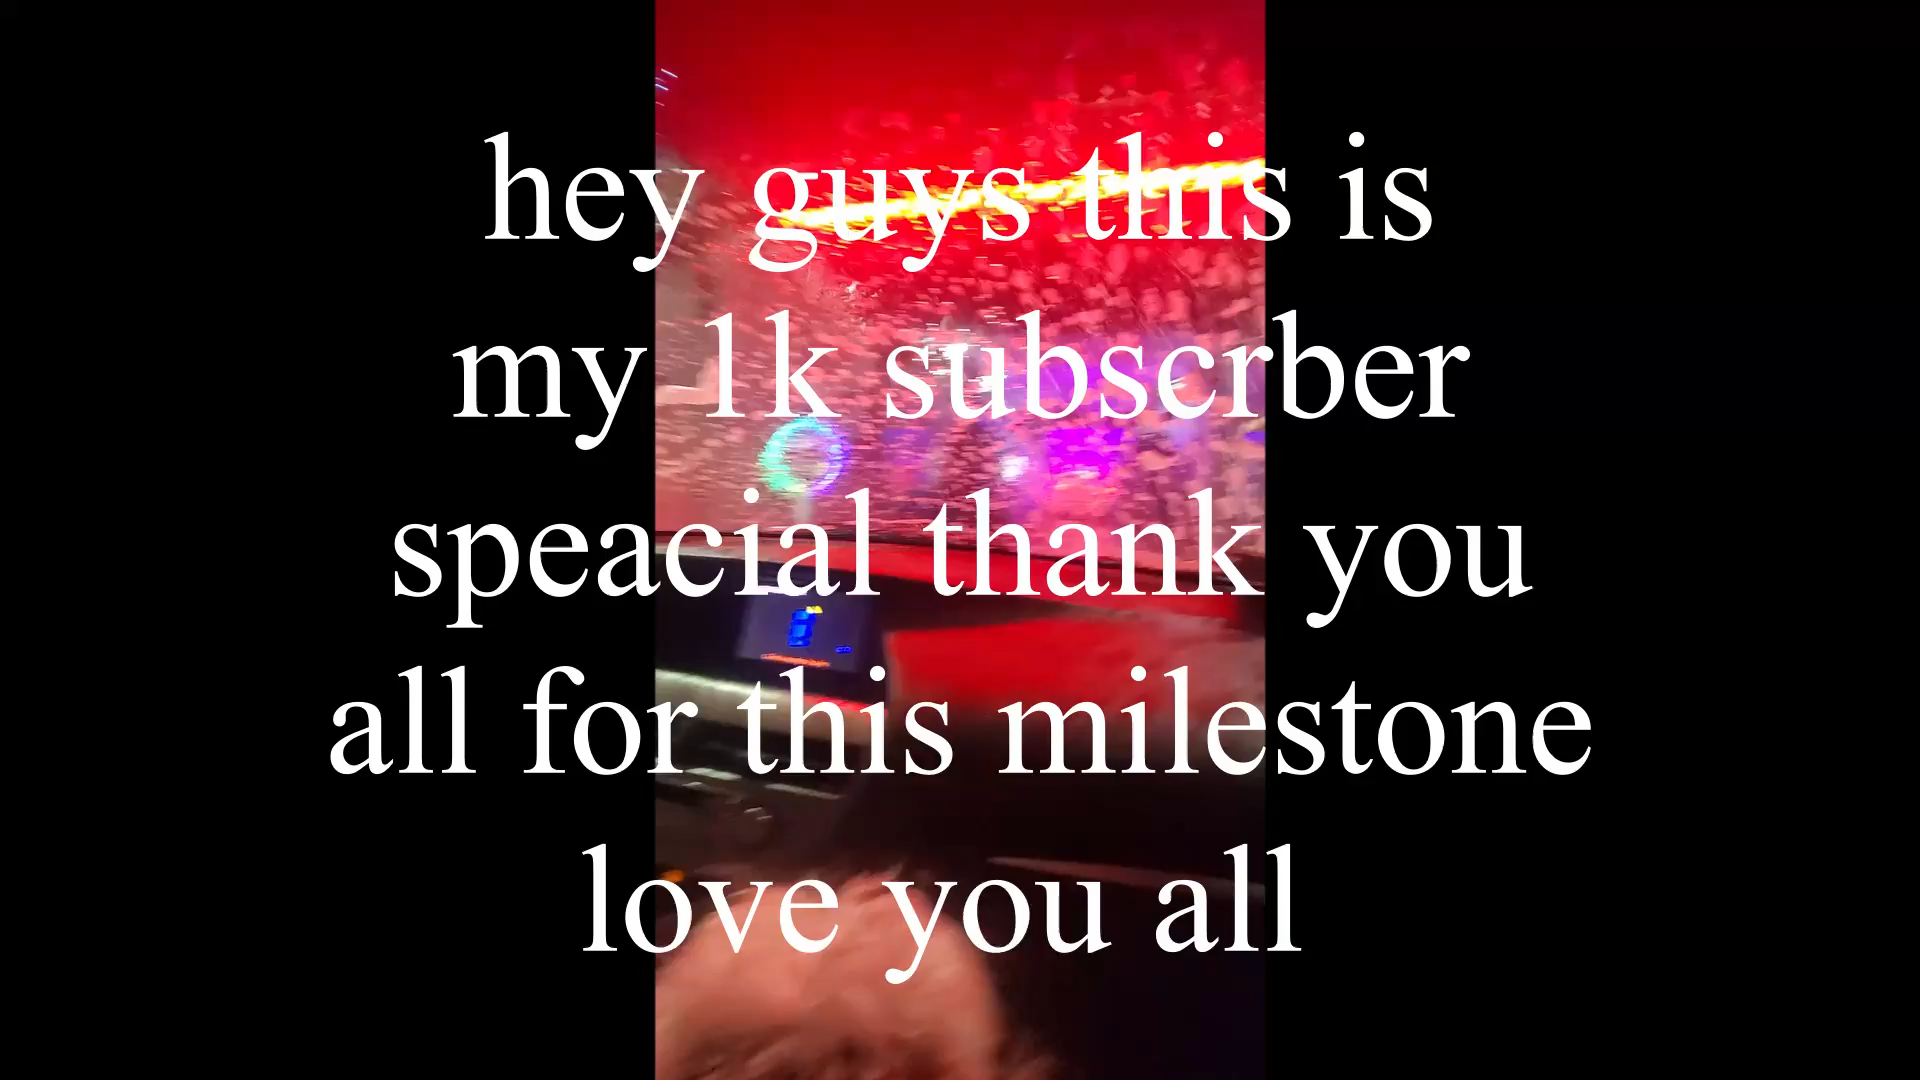 hey guys this is
my 1k subscrber
speacial thank you
all for this milestone
love you all